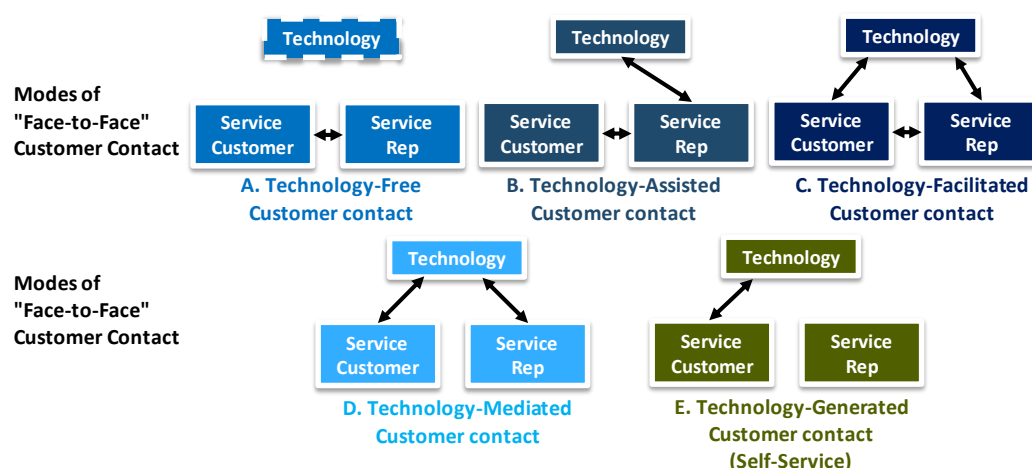 Technology
Technology
Technology
Modes of
"Face-to-Face"
Customer Contact
Service
Customer
Service
Rep
Service
Customer
Service
Rep
Service
Customer
Service
Rep
A. Technology-Free
Customer contact
B. Technology-Assisted
Customer contact
C. Technology-Facilitated
Customer contact
Modes of
"Face-to-Face"
Customer Contact
Technology
Technology
Service
Customer
Service
Rep
Service
Customer
Service
Rep
D. Technology-Mediated
Customer contact
E. Technology-Generated
Customer contact
(Self-Service)